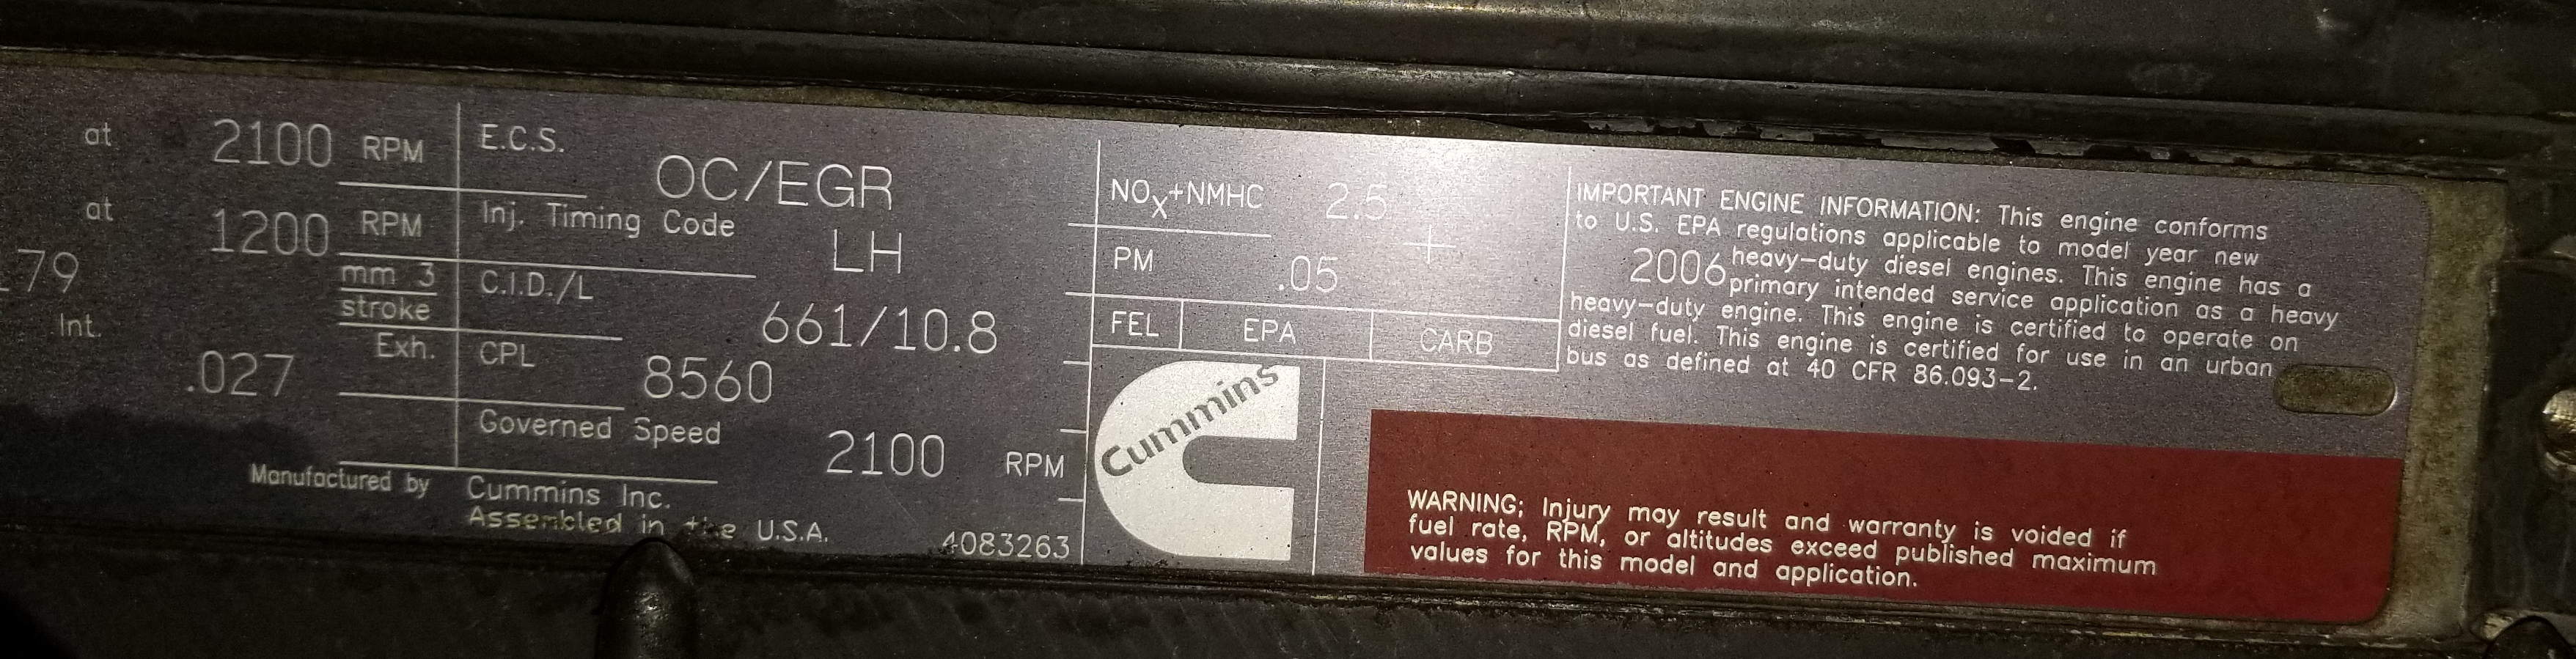 at 2100 RPM
at 1200 RPM
79 mm 3
stroke
Int. Exh.
.027
E.C.S. OC/EGR
Inj. Timing Code LH
C.I.D./L 661/10.8
CPL 8560
Governed Speed 2100 RPM
Manufactured by Cummins Inc.
Assembled in the U.S.A. 4083263
NOx+NMHC 2.5
PM .05
FEL EPA CARB
Cummins
IMPORTANT ENGINE INFORMATION: This engine conforms
to U.S. EPA regulations applicable to model year new
2006 heavy-duty diesel engines. This engine has a
primary intended service application as a heavy
heavy-duty engine. This engine is certified to operate on
diesel fuel. This engine is certified for use in an urban
bus as defined at 40 CFR 86.093-2.
WARNING; Injury may result and warranty is voided if
fuel rate, RPM, or altitudes exceed published maximum
values for this model and application.